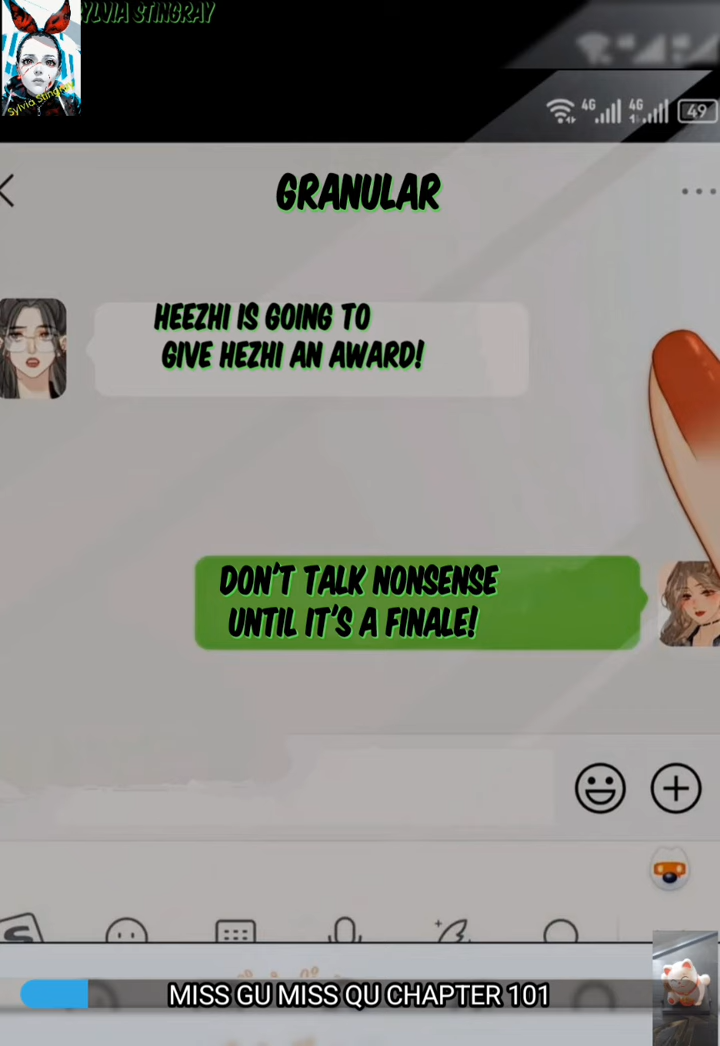 SYLVIA STINGRAY
Sylvia Stingray
4G 4G 49
GRANULAR
HEEZHI IS GOING TO
GIVE HEZHI AN AWARD!
DON'T TALK NONSENSE
UNTIL IT'S A FINALE!
S
MISS GU MISS QU CHAPTER 101